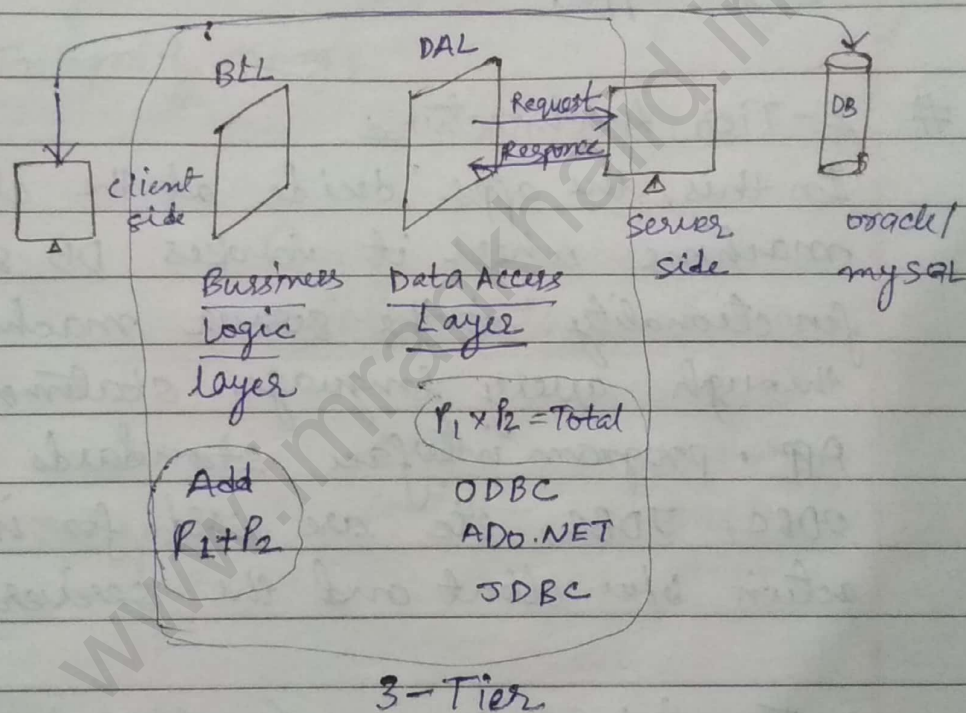 BLL
DAL
Request
Responce
DB
client
side
server
side
oracle/
mySQL
Bussiness
Logic
layer
Data Access
Layer
P1 x P2 = Total
Add
P1+P2
ODBC
ADO.NET
JDBC
3-Tier